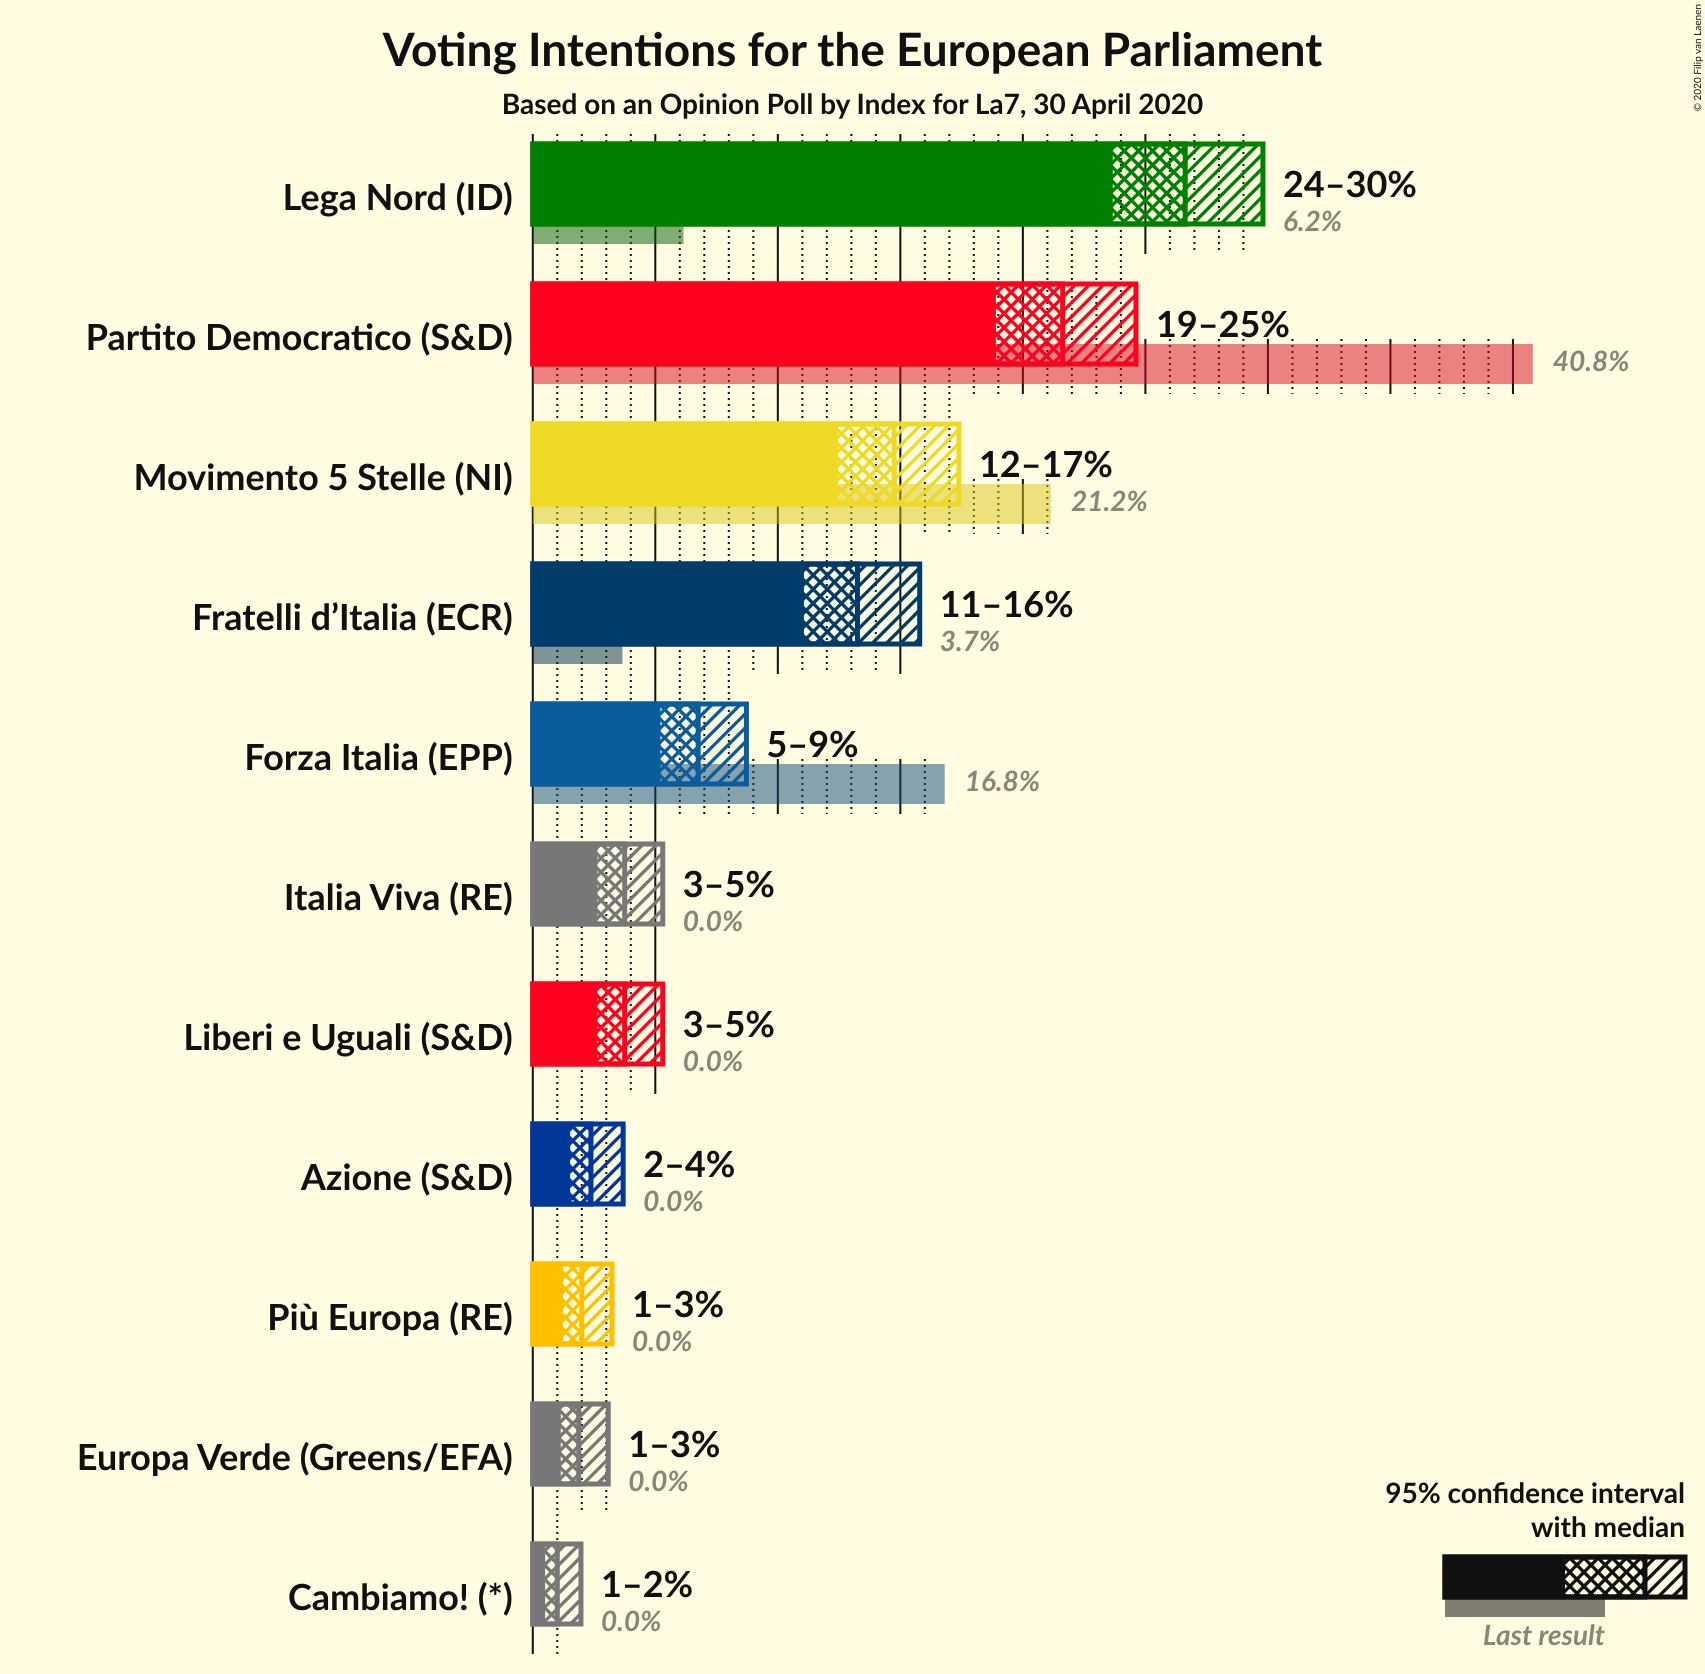 Voting Intentions for the European Parliament
Based on an Opinion Poll by Index for La7, 30 April 2020
© 2020 Filip van Laenen
Lega Nord (ID)
24–30%
6.2%
Partito Democratico (S&D)
19–25%
40.8%
Movimento 5 Stelle (NI)
12–17%
21.2%
Fratelli d’Italia (ECR)
11–16%
3.7%
Forza Italia (EPP)
5–9%
16.8%
Italia Viva (RE)
3–5%
0.0%
Liberi e Uguali (S&D)
3–5%
0.0%
Azione (S&D)
2–4%
0.0%
Più Europa (RE)
1–3%
0.0%
Europa Verde (Greens/EFA)
1–3%
0.0%
Cambiamo! (*)
1–2%
0.0%
95% confidence interval
with median
Last result